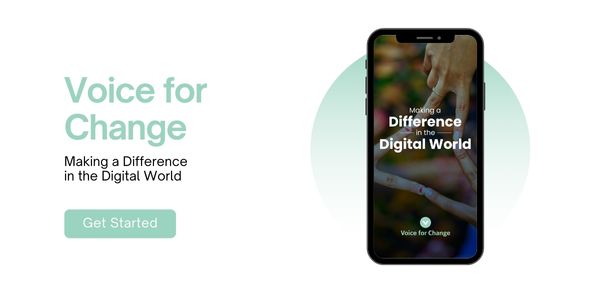 Voice for
Change
Making a Difference
in the Digital World
Get Started
Making a
Difference
in the
Digital World
Voice for Change